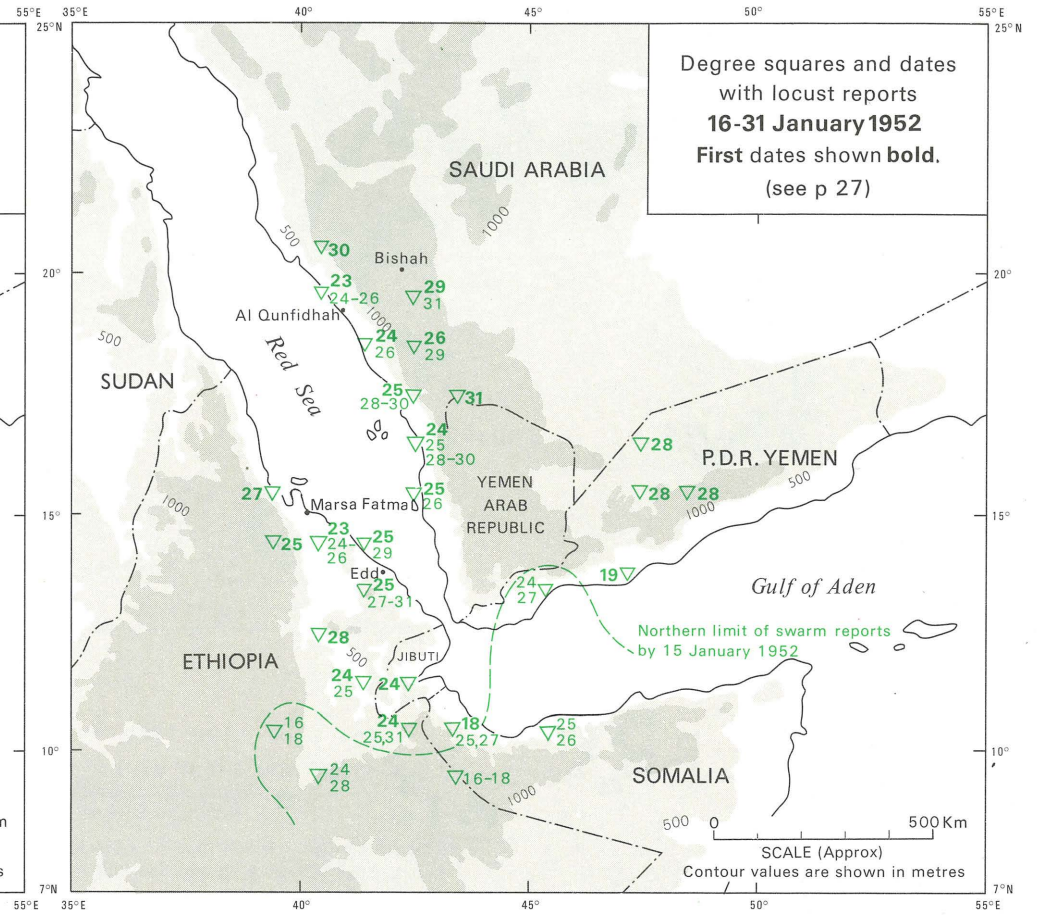 55°E
35°E
40°
45°
50°
55°E
25°N
25°N
Degree squares and dates
with locust reports
16-31 January 1952
First dates shown bold.
(see p 27)
SAUDI ARABIA
1000
500
30
Bishah
20°
20°
23
24-26
29
31
Al Qunfidhah
1000
24
26
26
29
500
Red Sea
SUDAN
25
28-30
31
24
25
28-30
28
P.D.R. YEMEN
YEMEN
ARAB
REPUBLIC
500
27
25
26
28
28
1000
1000
Marsa Fatma
15°
15°
23
24-
26
25
29
25
Edd
25
27-31
19
24
27
Gulf of Aden
Northern limit of swarm reports
by 15 January 1952
28
500
JIBUTI
ETHIOPIA
24
25
24
16
18
24
25,31
18
25,27
25
26
10°
10°
24
28
16-18
SOMALIA
1000
500
0
500 Km
SCALE (Approx)
Contour values are shown in metres
m
s
7°N
7°N
55°E
35°E
40°
45°
50°
55°E